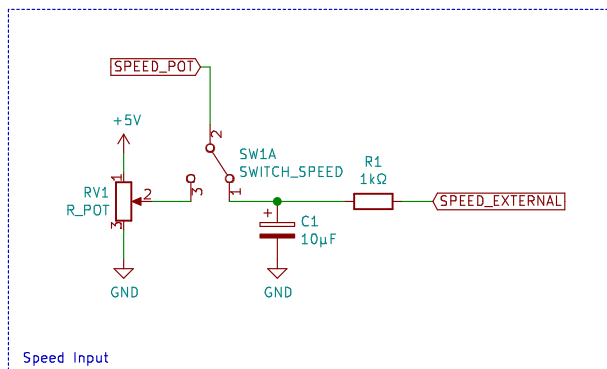 SPEED_POT
+5V
2
SW1A
SWITCH_SPEED
R1
1kΩ
1
RV1
R_POT
2
3
3
1
SPEED_EXTERNAL
+
C1
10µF
GND
GND
Speed Input